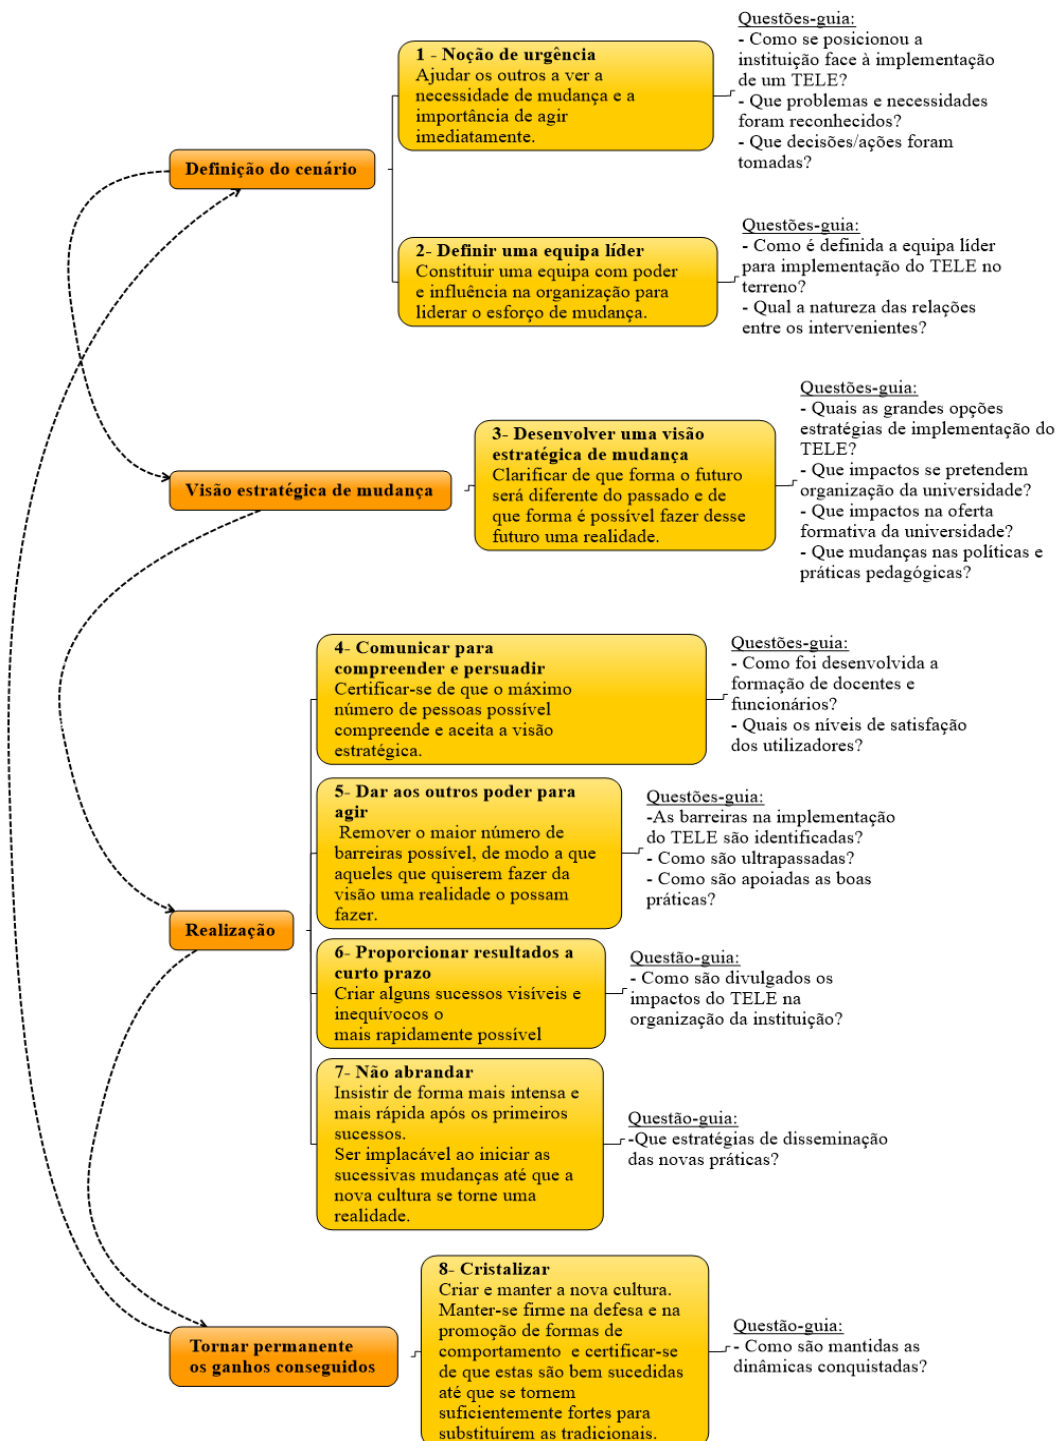 Definição do cenário
1 - Noção de urgência
Ajudar os outros a ver a
necessidade de mudança e a
importância de agir
imediatamente.
Questões-guia:
- Como se posicionou a
instituição face à implementação
de um TELE?
- Que problemas e necessidades
foram reconhecidos?
- Que decisões/ações foram
tomadas?
2- Definir uma equipa líder
Constituir uma equipa com poder
e influência na organização para
liderar o esforço de mudança.
Questões-guia:
- Como é definida a equipa líder
para implementação do TELE no
terreno?
- Qual a natureza das relações
entre os intervenientes?
Visão estratégica de mudança
3- Desenvolver uma visão
estratégica de mudança
Clarificar de que forma o futuro
será diferente do passado e de
que forma é possível fazer desse
futuro uma realidade.
Questões-guia:
- Quais as grandes opções
estratégias de implementação do
TELE?
- Que impactos se pretendem
organização da universidade?
- Que impactos na oferta
formativa da universidade?
- Que mudanças nas políticas e
práticas pedagógicas?
Realização
4- Comunicar para
compreender e persuadir
Certificar-se de que o máximo
número de pessoas possível
compreende e aceita a visão
estratégica.
Questões-guia:
- Como foi desenvolvida a
formação de docentes e
funcionários?
- Quais os níveis de satisfação
dos utilizadores?
5- Dar aos outros poder para
agir
Remover o maior número de
barreiras possível, de modo a que
aqueles que quiserem fazer da
visão uma realidade o possam
fazer.
Questões-guia:
-As barreiras na implementação
do TELE são identificadas?
- Como são ultrapassadas?
- Como são apoiadas as boas
práticas?
6- Proporcionar resultados a
curto prazo
Criar alguns sucessos visíveis e
inequívocos o
mais rapidamente possível
Questão-guia:
- Como são divulgados os
impactos do TELE na
organização da instituição?
7- Não abrandar
Insistir de forma mais intensa e
mais rápida após os primeiros
sucessos.
Ser implacável ao iniciar as
sucessivas mudanças até que a
nova cultura se torne uma
realidade.
Questão-guia:
-Que estratégias de disseminação
das novas práticas?
Tornar permanente
os ganhos conseguidos
8- Cristalizar
Criar e manter a nova cultura.
Manter-se firme na defesa e na
promoção de formas de
comportamento e certificar-se
de que estas são bem sucedidas
até que se tornem
suficientemente fortes para
substituírem as tradicionais.
Questão-guia:
- Como são mantidas as
dinâmicas conquistadas?